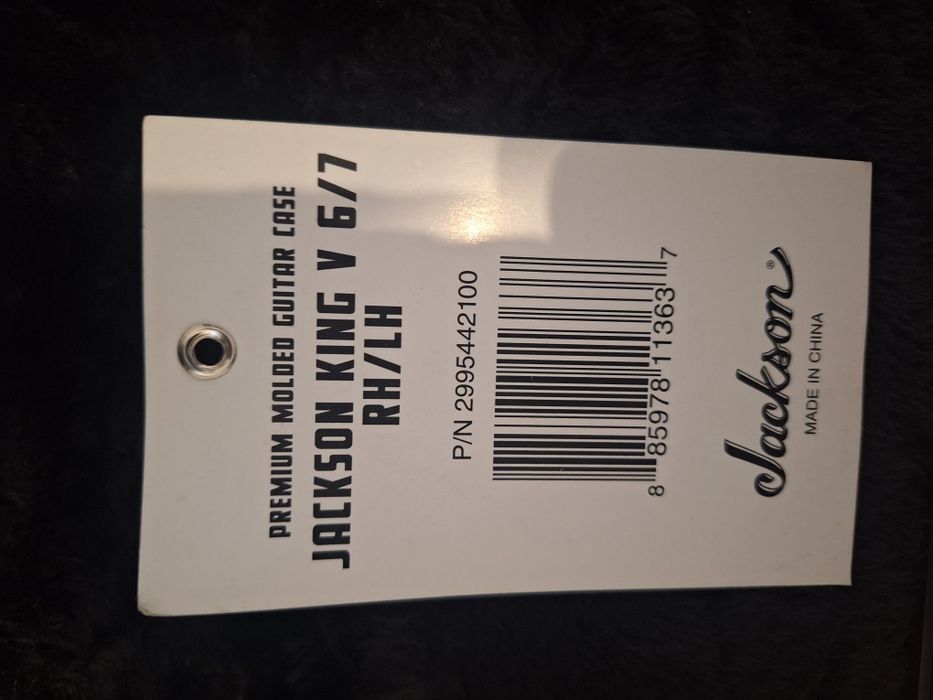 PREMIUM MOLDED GUITAR CASE
JACKSON KING V 6/7
RH/LH
P/N 2995442100
8 85978 11363 7
Jackson®
MADE IN CHINA